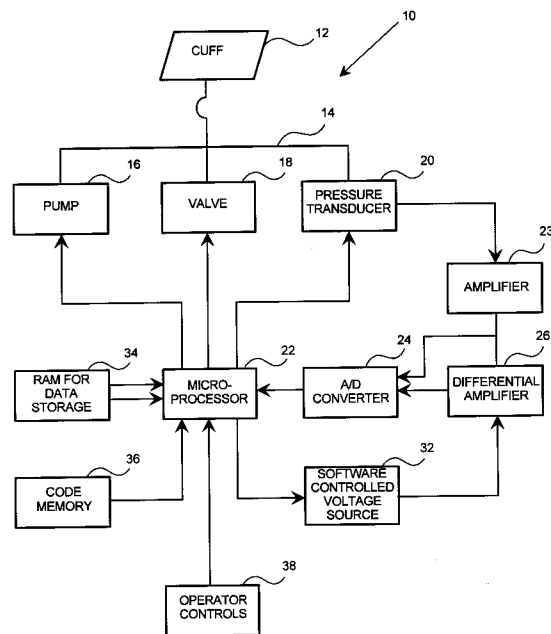 10
12
CUFF
14
16
PUMP
18
VALVE
20
PRESSURE
TRANSDUCER
23
AMPLIFIER
34
RAM FOR
DATA
STORAGE
22
MICRO-
PROCESSOR
24
A/D
CONVERTER
26
DIFFERENTIAL
AMPLIFIER
36
CODE
MEMORY
32
SOFTWARE
CONTROLLED
VOLTAGE
SOURCE
38
OPERATOR
CONTROLS